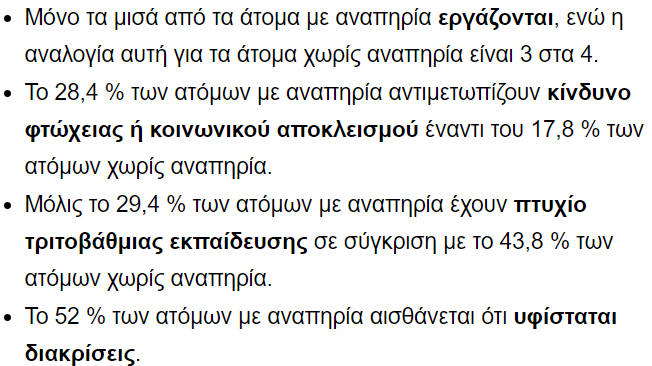 • Μόνο τα μισά από τα άτομα με αναπηρία εργάζονται, ενώ η
αναλογία αυτή για τα άτομα χωρίς αναπηρία είναι 3 στα 4.
• Το 28,4 % των ατόμων με αναπηρία αντιμετωπίζουν κίνδυνο
φτώχειας ή κοινωνικού αποκλεισμού έναντι του 17,8 % των
ατόμων χωρίς αναπηρία.
• Μόλις το 29,4 % των ατόμων με αναπηρία έχουν πτυχίο
τριτοβάθμιας εκπαίδευσης σε σύγκριση με το 43,8 % των
ατόμων χωρίς αναπηρία.
• Το 52 % των ατόμων με αναπηρία αισθάνεται ότι υφίσταται
διακρίσεις.